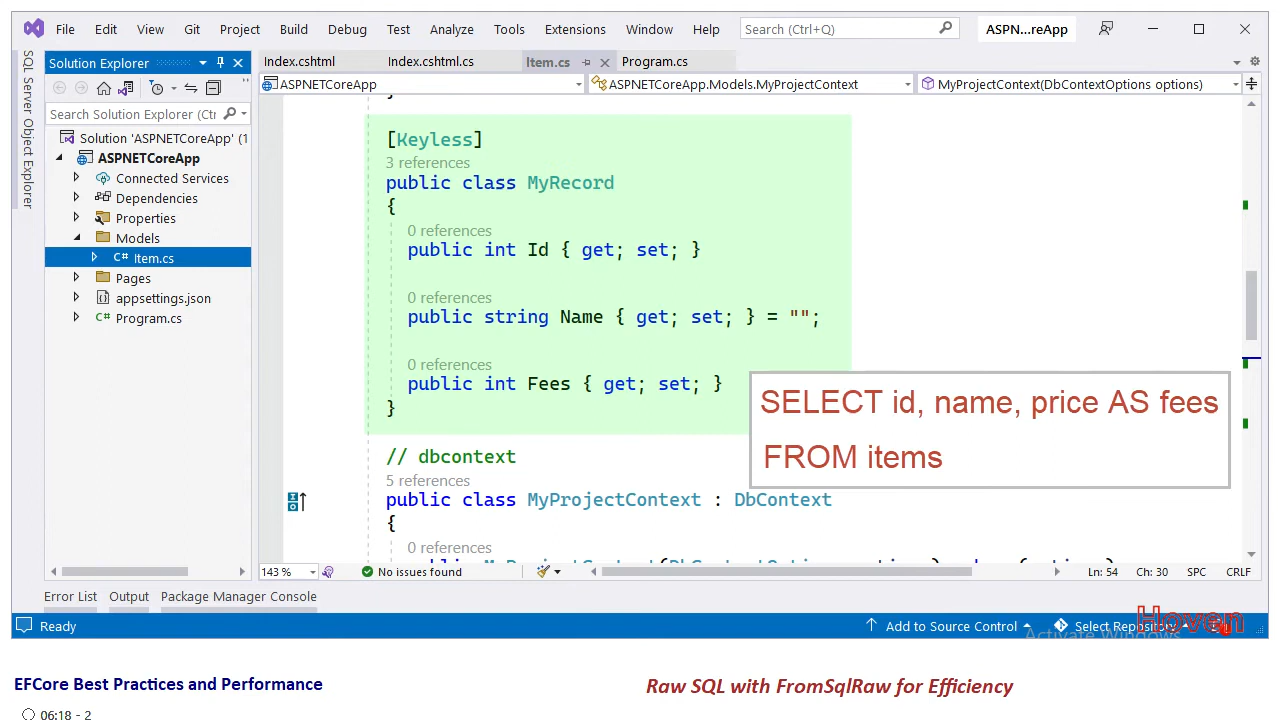 File Edit View Git Project Build Debug Test Analyze Tools Extensions Window Help Search (Ctrl+Q) ASPN...reApp
SQL Server Object Explorer
Solution Explorer
Index.cshtml Index.cshtml.cs Item.cs Program.cs
ASPNETCoreApp ASPNETCoreApp.Models.MyProjectContext MyProjectContext(DbContextOptions options)
Search Solution Explorer (Ctr
Solution 'ASPNETCoreApp' (1
ASPNETCoreApp
Connected Services
Dependencies
Properties
Models
C# Item.cs
Pages
appsettings.json
C# Program.cs
[Keyless]
3 references
public class MyRecord
{
0 references
public int Id { get; set; }
0 references
public string Name { get; set; } = "";
0 references
public int Fees { get; set; }
}
SELECT id, name, price AS fees
FROM items
// dbcontext
5 references
public class MyProjectContext : DbContext
{
0 references
143 % No issues found Ln: 54 Ch: 30 SPC CRLF
Error List Output Package Manager Console
Ready Add to Source Control Select Repository
Hoven
Activate Windows
EFCore Best Practices and Performance
Raw SQL with FromSqlRaw for Efficiency
06:18 - 2